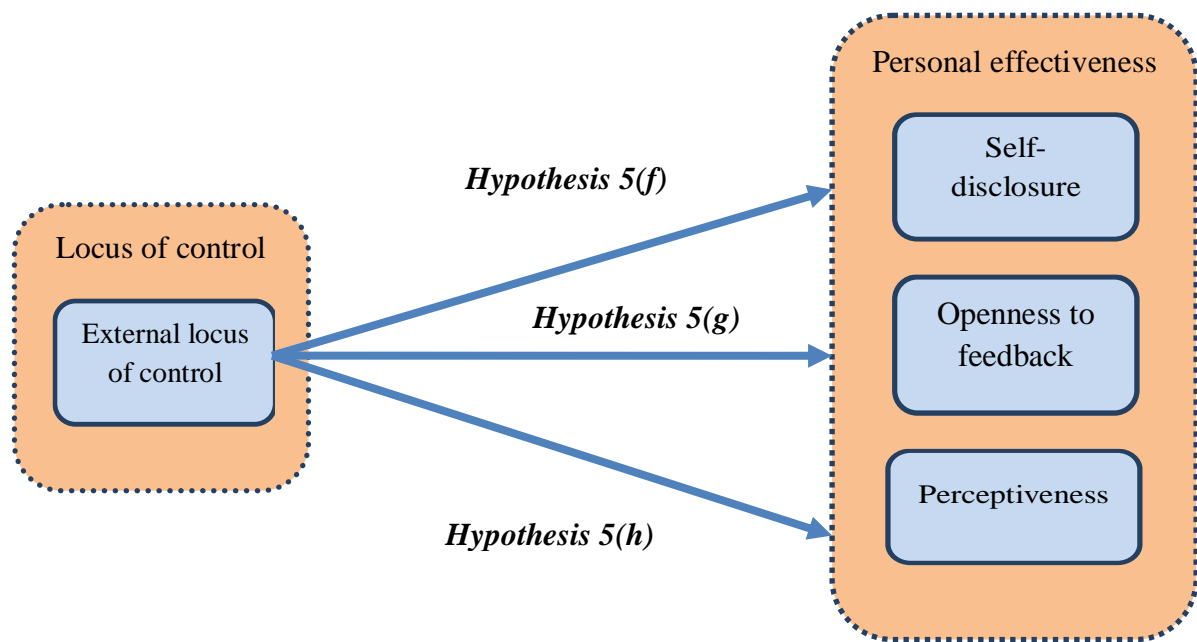 Locus of control
External locus
of control
Hypothesis 5(f)
Hypothesis 5(g)
Hypothesis 5(h)
Personal effectiveness
Self-
disclosure
Openness to
feedback
Perceptiveness